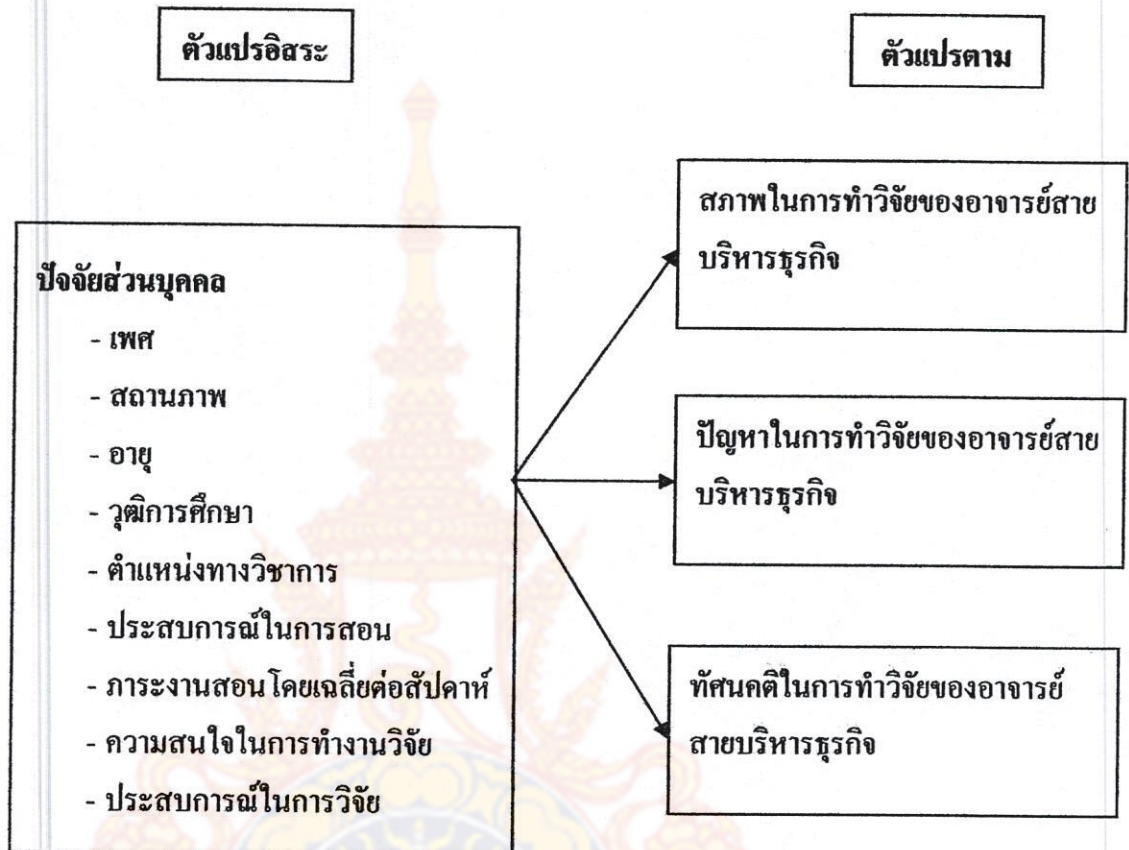 ตัวแปรอิสระ
ตัวแปรตาม
ปัจจัยส่วนบุคคล
- เพศ
- สถานภาพ
- อายุ
- วุฒิการศึกษา
- ตำแหน่งทางวิชาการ
- ประสบการณ์ในการสอน
- ภาระงานสอนโดยเฉลี่ยต่อสัปดาห์
- ความสนใจในการทำงานวิจัย
- ประสบการณ์ในการวิจัย
สภาพในการทำวิจัยของอาจารย์สาย
บริหารธุรกิจ
ปัญหาในการทำวิจัยของอาจารย์สาย
บริหารธุรกิจ
ทัศนคติในการทำวิจัยของอาจารย์
สายบริหารธุรกิจ